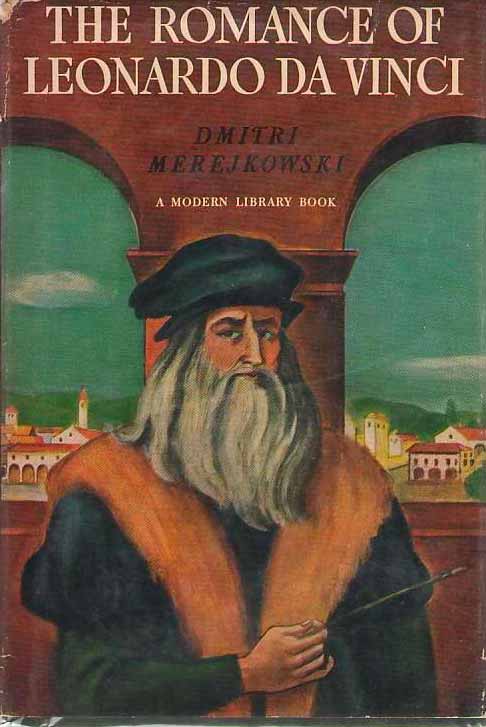 THE ROMANCE OF
LEONARDO DA VINCI
DMITRI
MEREJKOWSKI
A MODERN LIBRARY BOOK